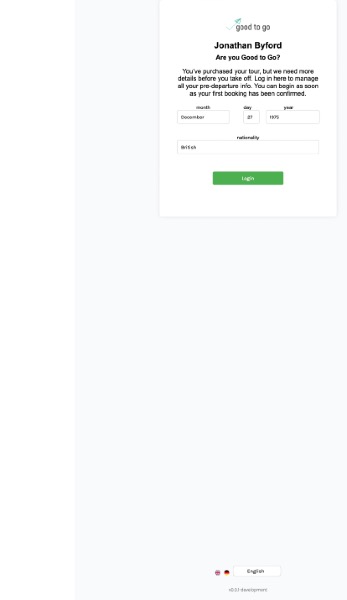 good to go
Jonathan Byford
Are you Good to Go?
You've purchased your tour, but we need more
details before you take off. Log in here to manage
all your pre-departure info. You can begin as soon
as your first booking has been confirmed.
month day year
December 27 1975
nationality
British
Login
English
v0.5.1 development